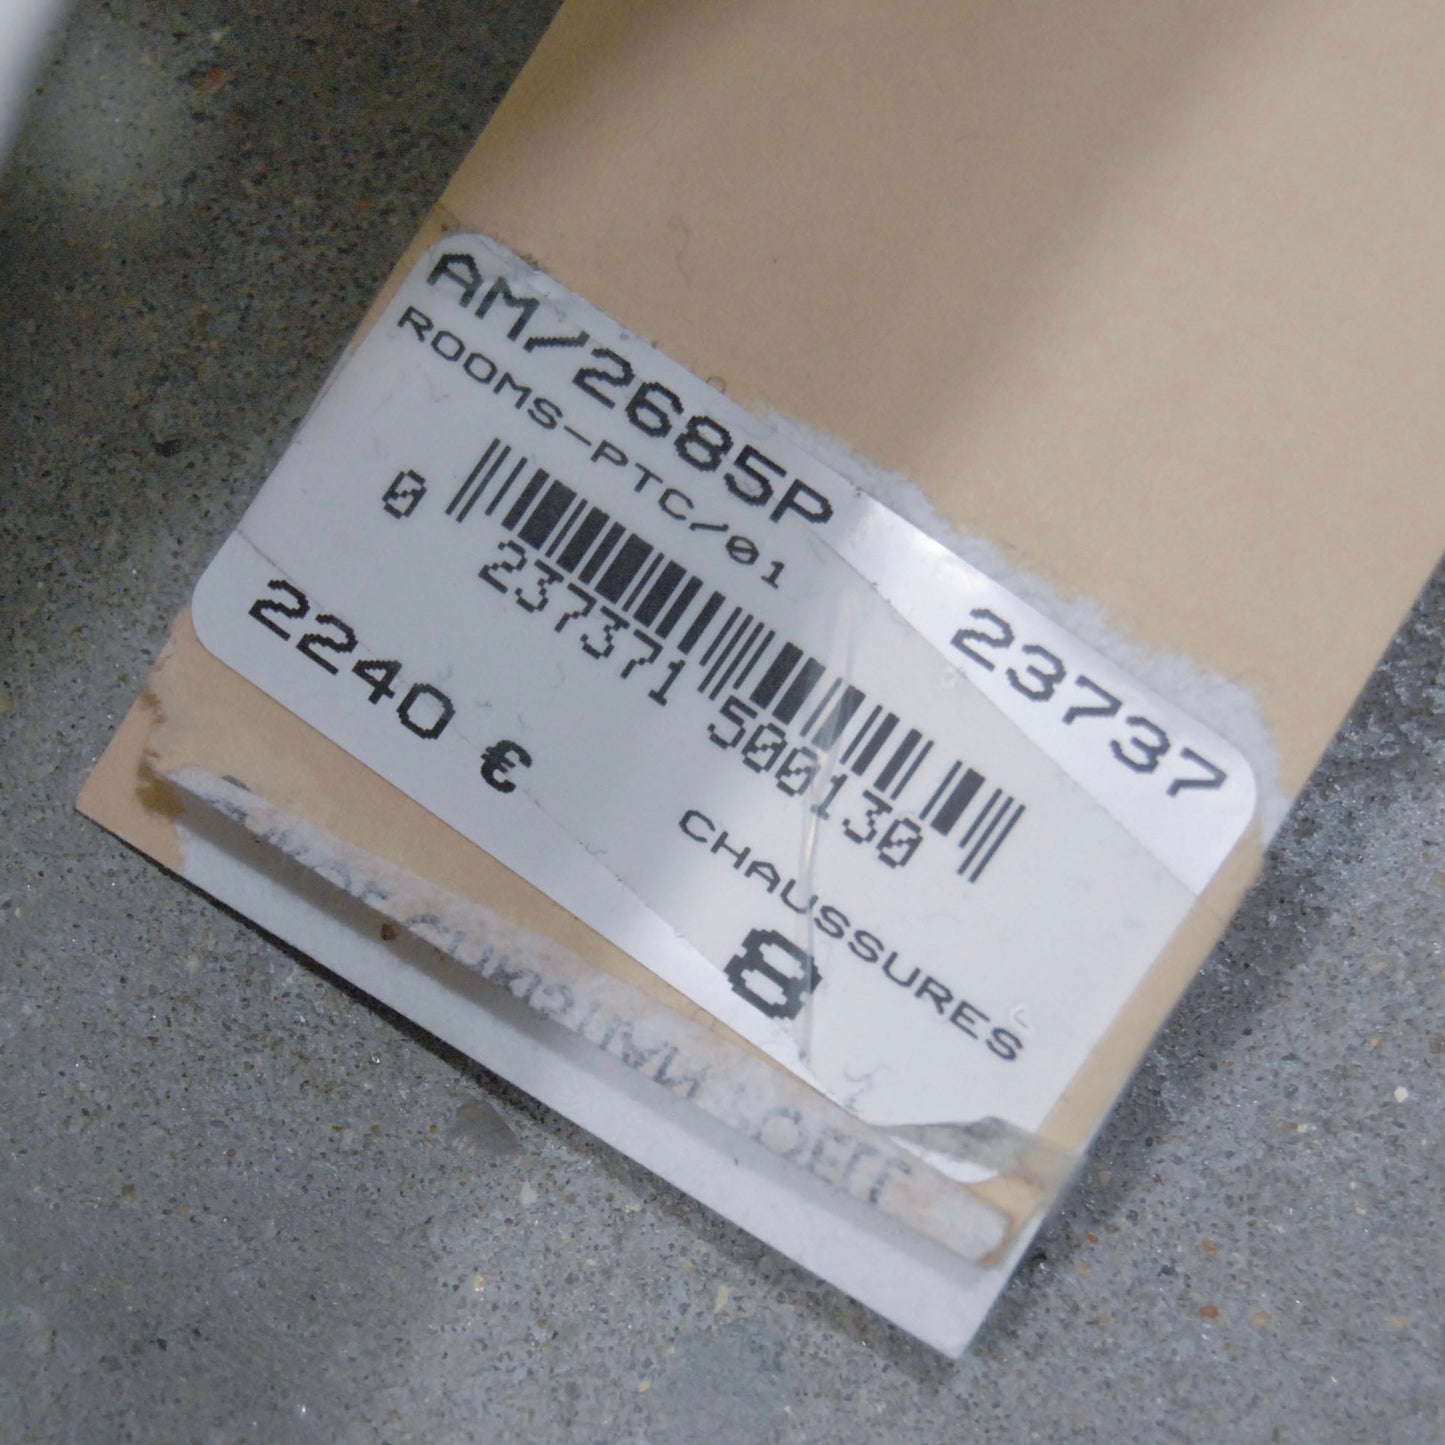 AM/2685P
23737
ROOMS-PTC/01
0 237371 500130
2240 €
CHAUSSURES
8